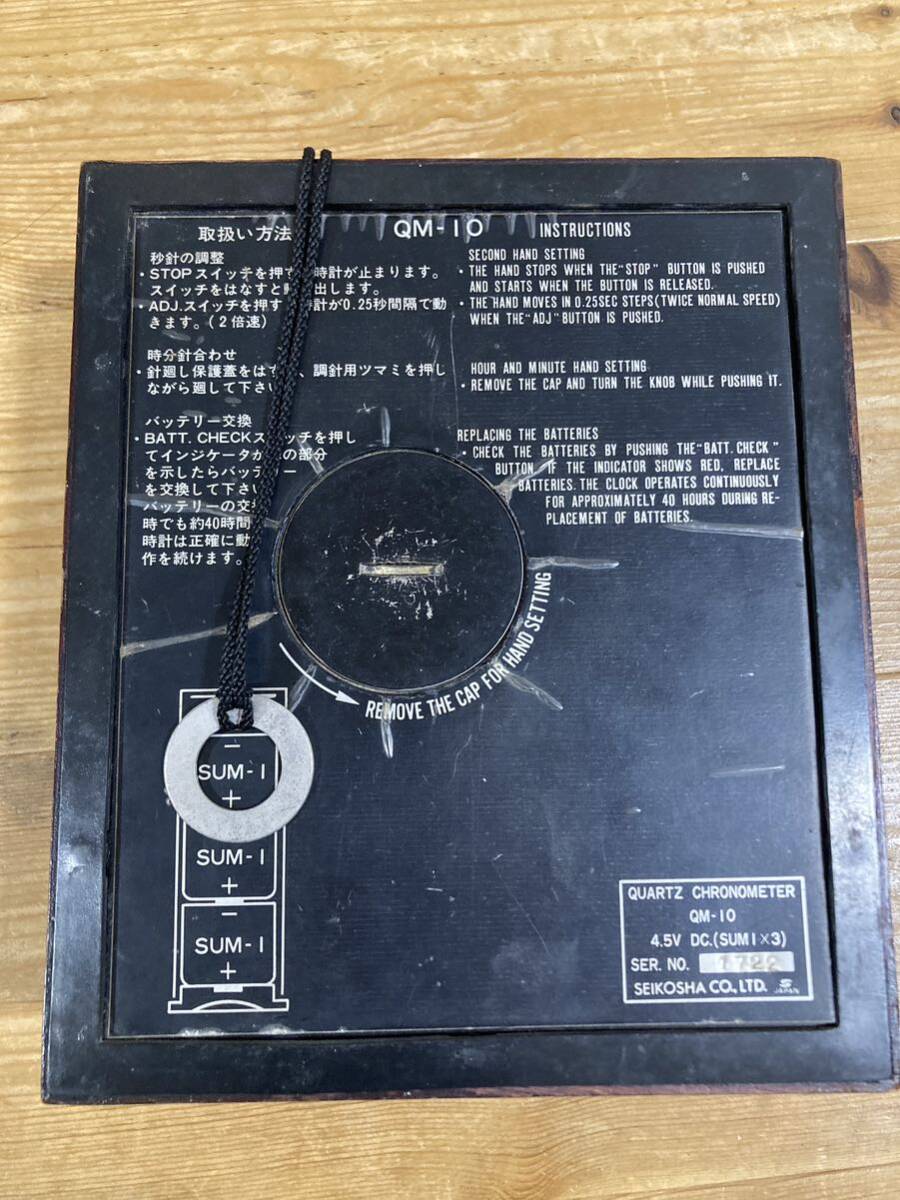 取扱い方法
QM-10
INSTRUCTIONS
秒針の調整
・STOPスイッチを押す 時計が止まります。
スイッチをはなすと 出します。
・ADJ.スイッチを押す 時計が0.25秒間隔で動
きます。(2倍速)
時分針合わせ
・針廻し保護蓋をはず 、調針用ツマミを押し
ながら廻して下さい
バッテリー交換
・BATT. CHECKス ッチを押し
てインジケータが の部分
を示したらバッテリー
を交換して下さい
バッテリーの交
時でも約40時間
時計は正確に動
作を続けます。
SECOND HAND SETTING
・THE HAND STOPS WHEN THE "STOP" BUTTON IS PUSHED
AND STARTS WHEN THE BUTTON IS RELEASED.
・THE HAND MOVES IN 0.25SEC STEPS (TWICE NORMAL SPEED)
WHEN THE "ADJ" BUTTON IS PUSHED.
HOUR AND MINUTE HAND SETTING
・REMOVE THE CAP AND TURN THE KNOB WHILE PUSHING IT.
REPLACING THE BATTERIES
・CHECK THE BATTERIES BY PUSHING THE "BATT. CHECK"
BUTTON. IF THE INDICATOR SHOWS RED, REPLACE
BATTERIES. THE CLOCK OPERATES CONTINUOUSLY
FOR APPROXIMATELY 40 HOURS DURING RE-
PLACEMENT OF BATTERIES.
REMOVE THE CAP FOR HAND SETTING
−
SUM-1
+
SUM-1
+
−
SUM-1
+
QUARTZ CHRONOMETER
QM-10
4.5V DC.(SUM1×3)
SER. NO. 1722
SEIKOSHA CO., LTD. S JAPAN